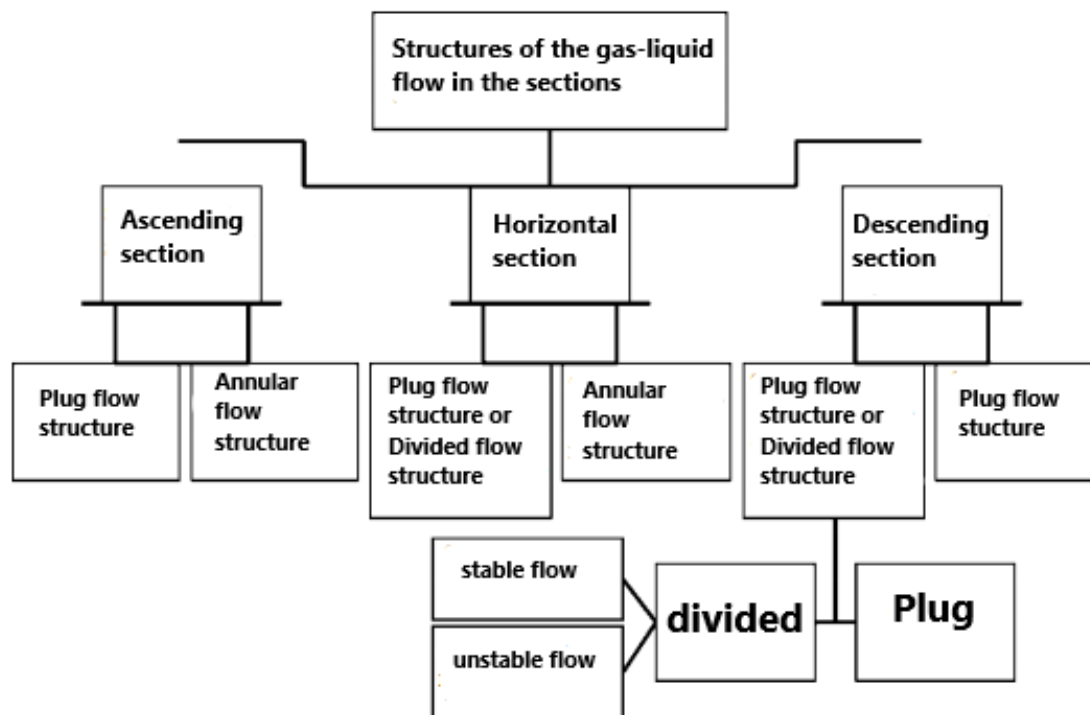 Structures of the gas-liquid
flow in the sections
Ascending
section
Horizontal
section
Descending
section
Plug flow
structure
Annular
flow
structure
Plug flow
structure or
Divided flow
structure
Annular
flow
structure
Plug flow
structure or
Divided flow
structure
Plug flow
stucture
stable flow
unstable flow
divided
Plug